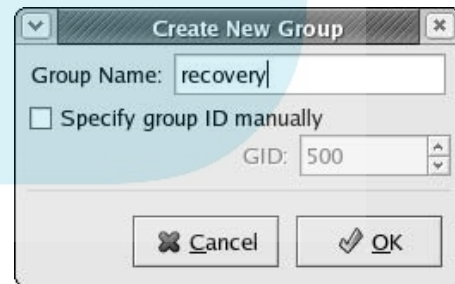 Create New Group
Group Name: recovery
Specify group ID manually
GID: 500
Cancel OK